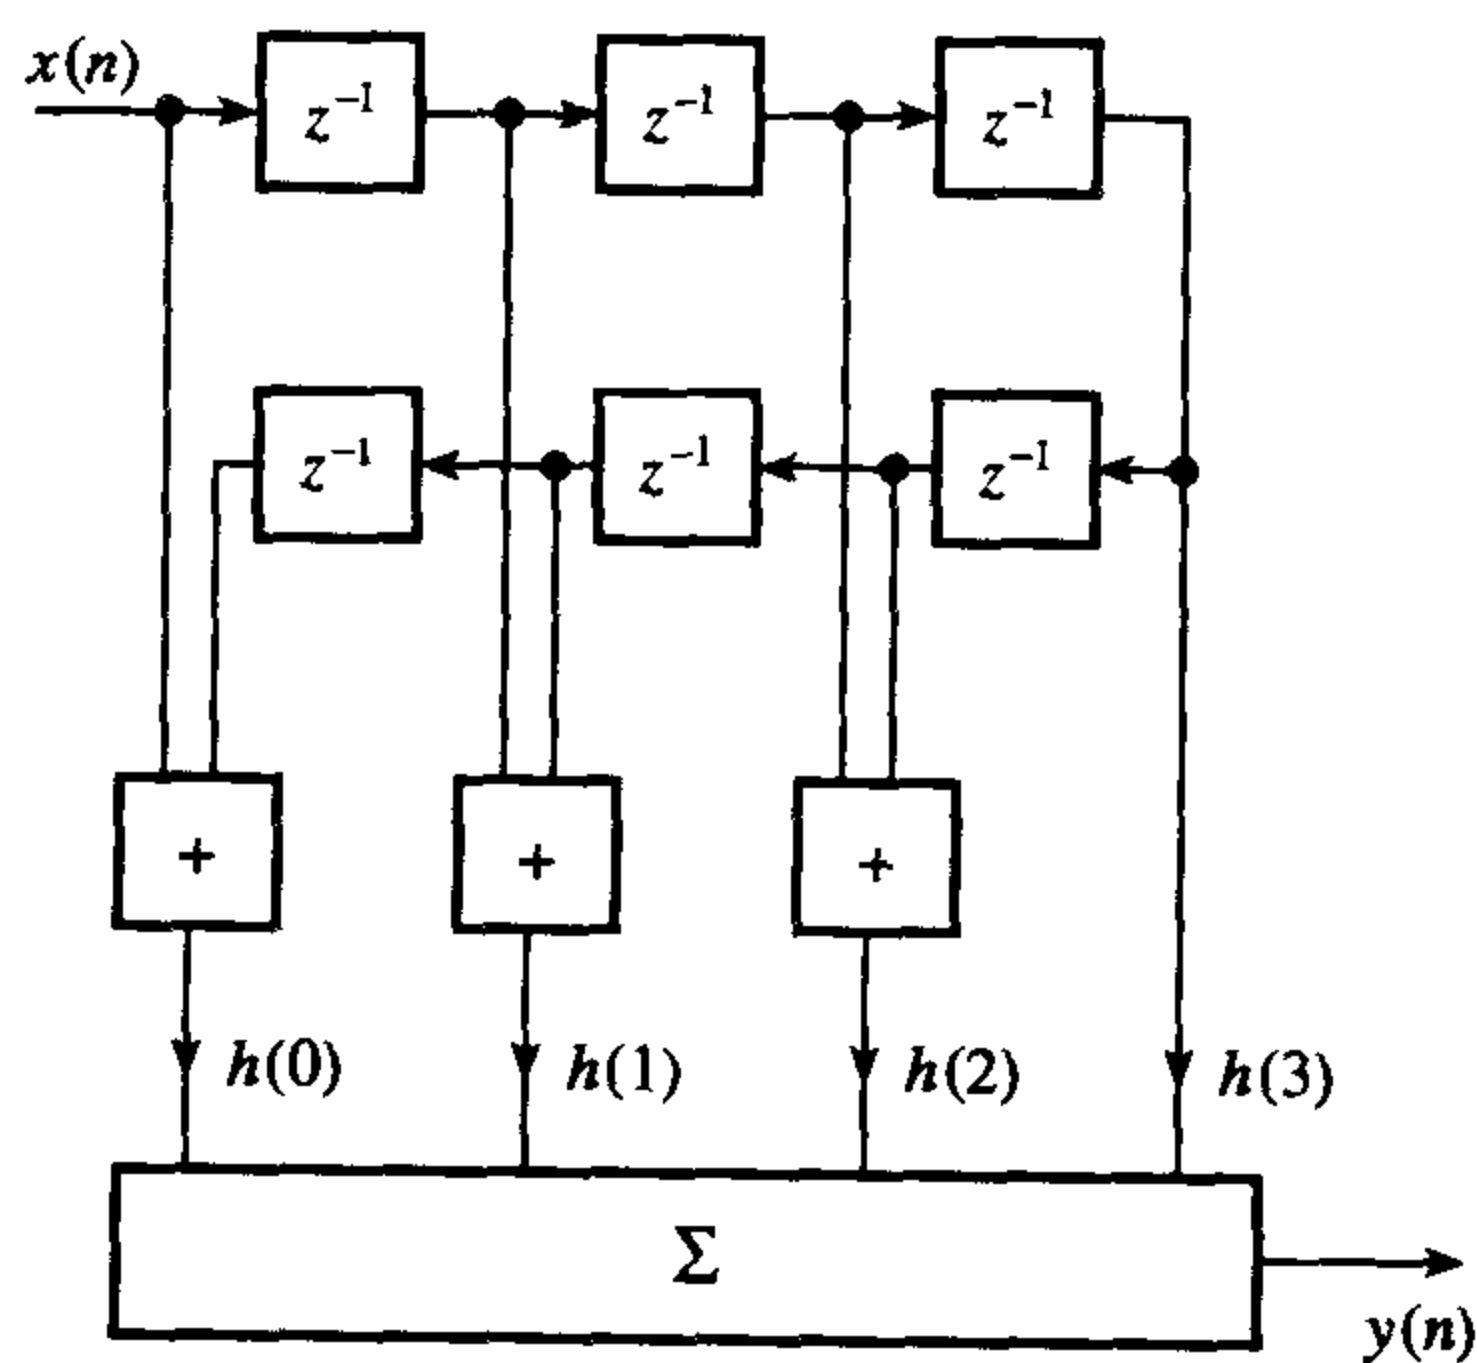 x(n)
z⁻¹ z⁻¹ z⁻¹
z⁻¹ z⁻¹ z⁻¹
+ + +
h(0) h(1) h(2) h(3)
Σ
y(n)